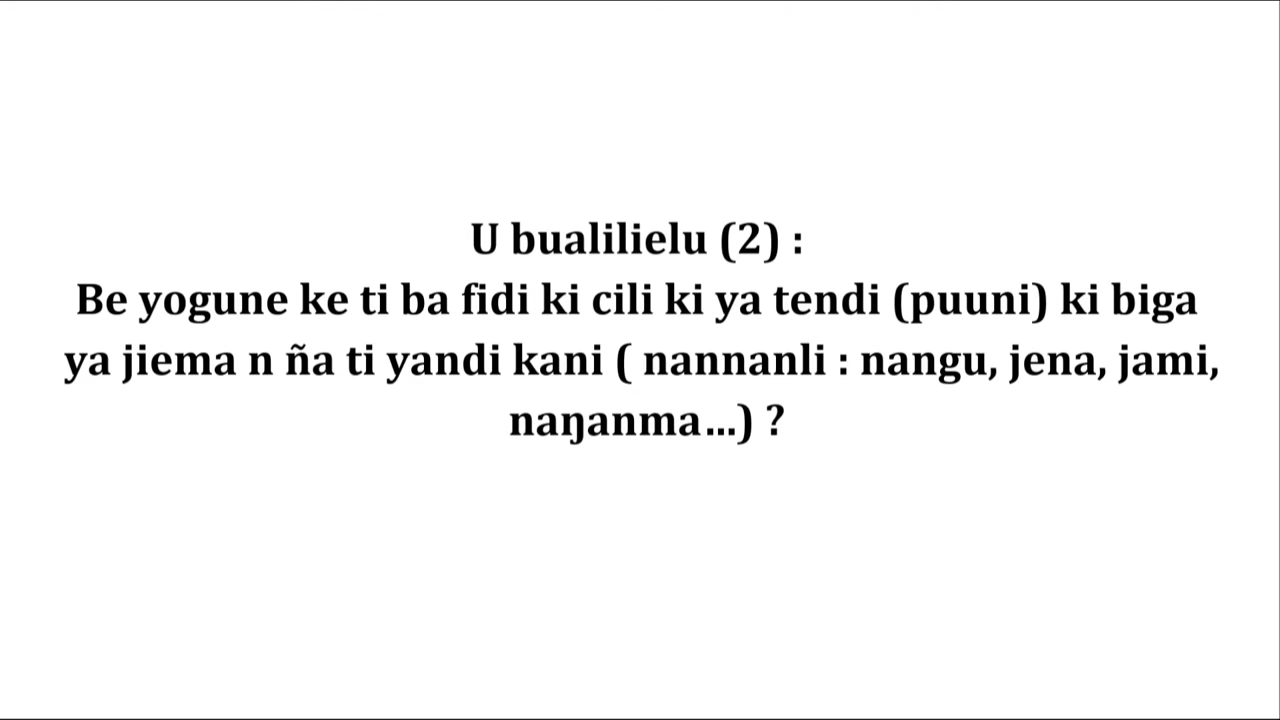 U bualilielu (2) :
Be yogune ke ti ba fidi ki cili ki ya tendi (puuni) ki biga
ya jiema n ña ti yandi kani ( nannanli : nangu, jena, jami,
naŋanma…) ?